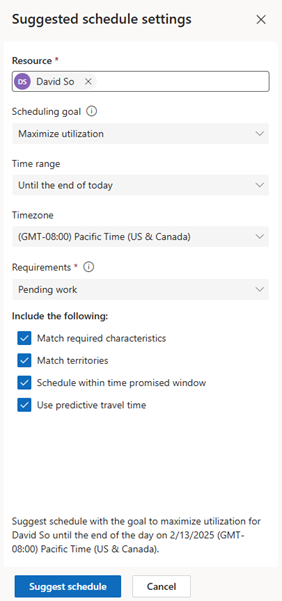 Suggested schedule settings
Resource *
DS David So
Scheduling goal
Maximize utilization
Time range
Until the end of today
Timezone
(GMT-08:00) Pacific Time (US & Canada)
Requirements *
Pending work
Include the following:
Match required characteristics
Match territories
Schedule within time promised window
Use predictive travel time
Suggest schedule with the goal to maximize utilization for
David So until the end of the day on 2/13/2025 (GMT-
08:00) Pacific Time (US & Canada).
Suggest schedule Cancel